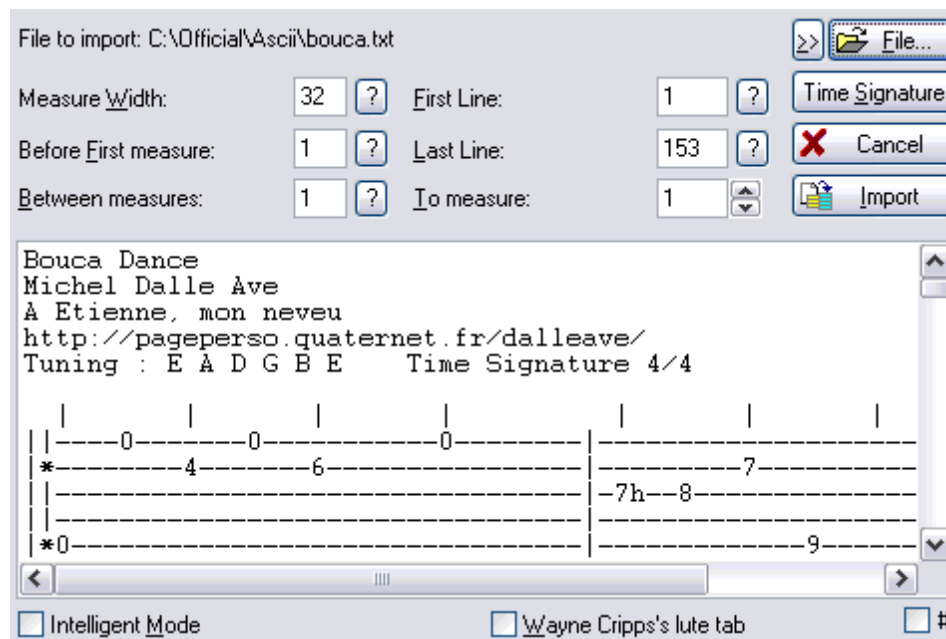 File to import: C:\Official\Ascii\bouca.txt
>> File...
Measure Width: 32 ? First Line: 1 ? Time Signature
Before First measure: 1 ? Last Line: 153 ? Cancel
Between measures: 1 ? To measure: 1 Import
Bouca Dance
Michel Dalle Ave
A Etienne, mon neveu
http://pageperso.quaternet.fr/dalleave/
Tuning : E A D G B E    Time Signature 4/4
   |       |       |       |          |       |       |
||----0-------0-----------0--------|--------------------
|*--------4-------6----------------|---------7----------
||---------------------------------|-7h--8--------------
||---------------------------------|--------------------
|*0--------------------------------|-------------9------
Intelligent Mode
Wayne Cripps's lute tab
#